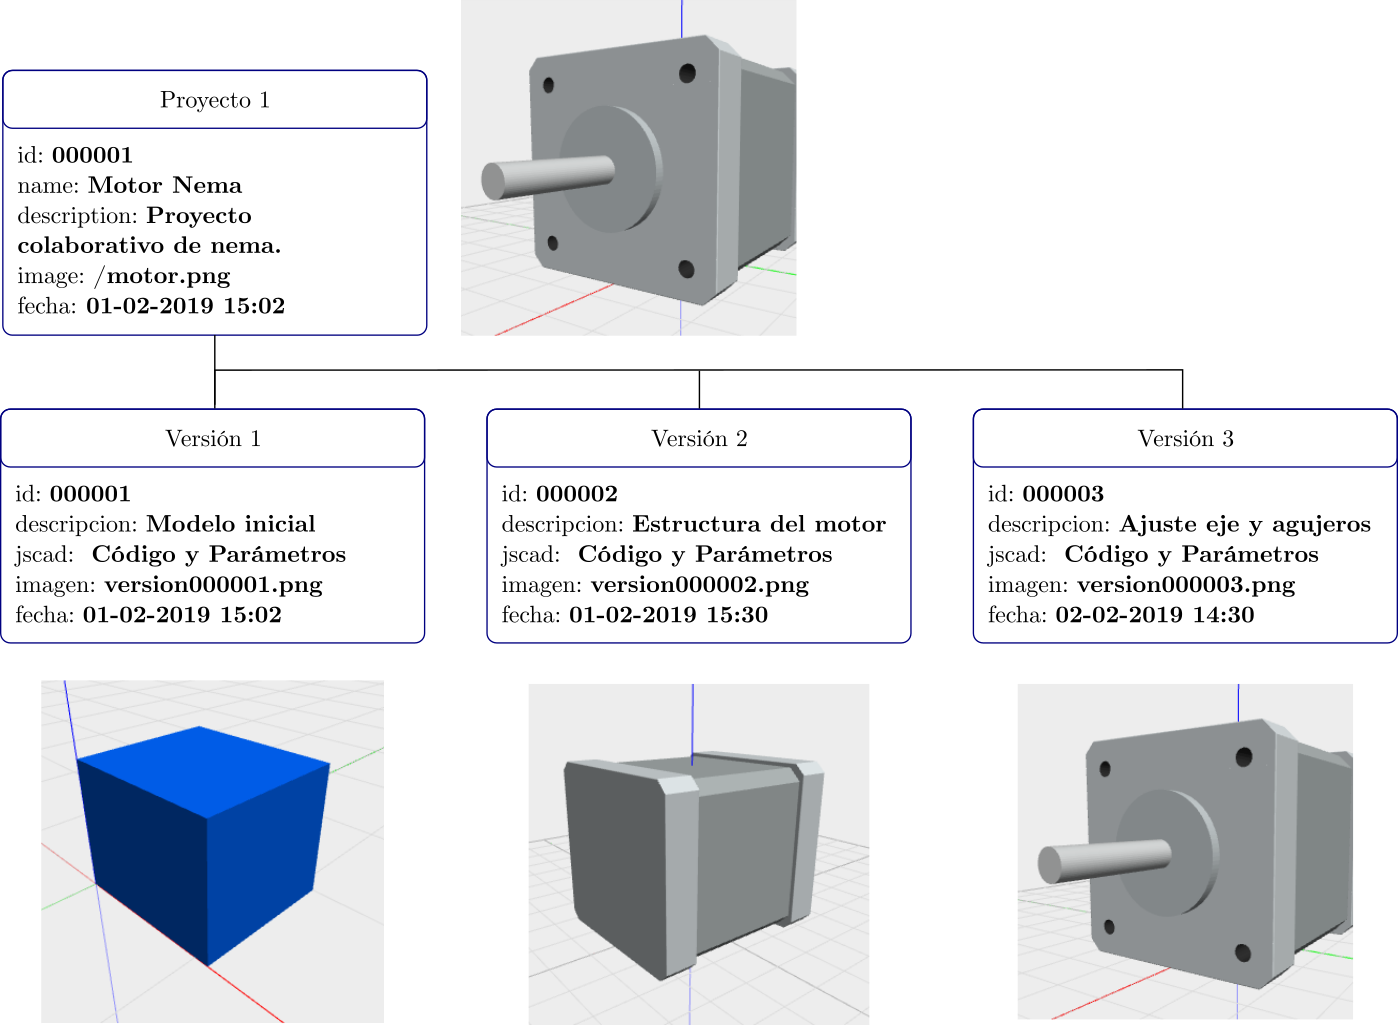 Proyecto 1
id: 000001
name: Motor Nema
description: Proyecto
colaborativo de nema.
image: /motor.png
fecha: 01-02-2019 15:02
Versión 1
id: 000001
descripcion: Modelo inicial
jscad: Código y Parámetros
imagen: version000001.png
fecha: 01-02-2019 15:02
Versión 2
id: 000002
descripcion: Estructura del motor
jscad: Código y Parámetros
imagen: version000002.png
fecha: 01-02-2019 15:30
Versión 3
id: 000003
descripcion: Ajuste eje y agujeros
jscad: Código y Parámetros
imagen: version000003.png
fecha: 02-02-2019 14:30